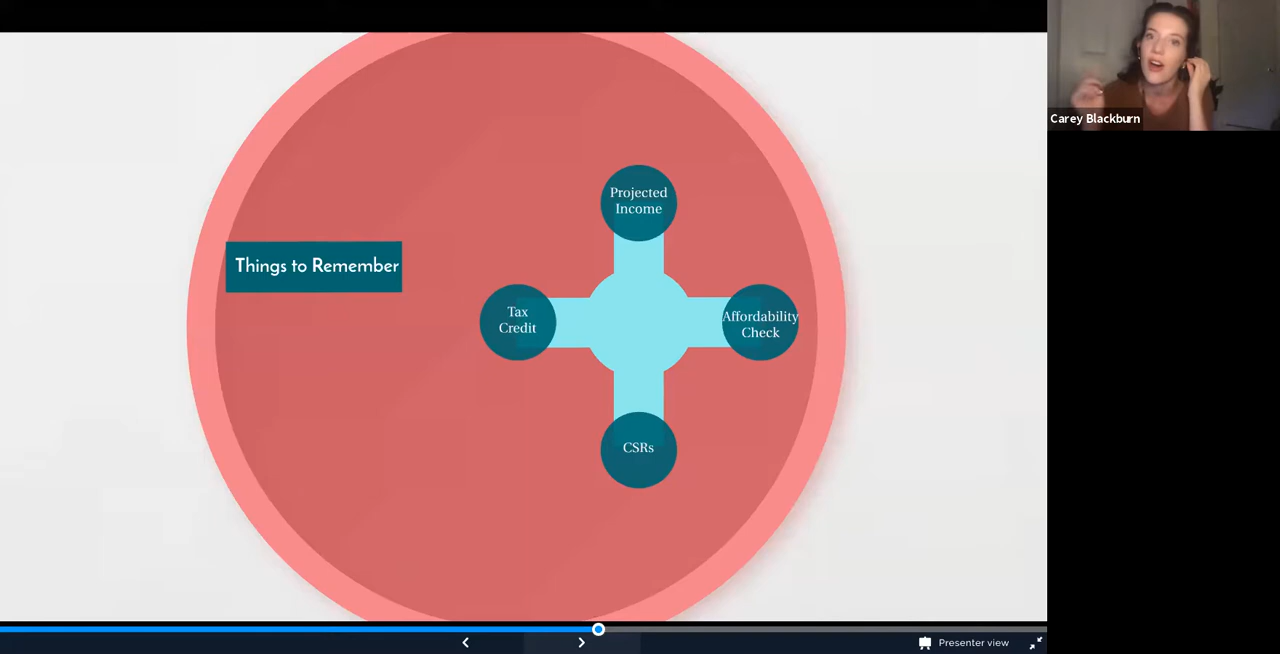 Carey Blackburn
Things to Remember
Projected
Income
Tax
Credit
Affordability
Check
CSRs
Presenter view